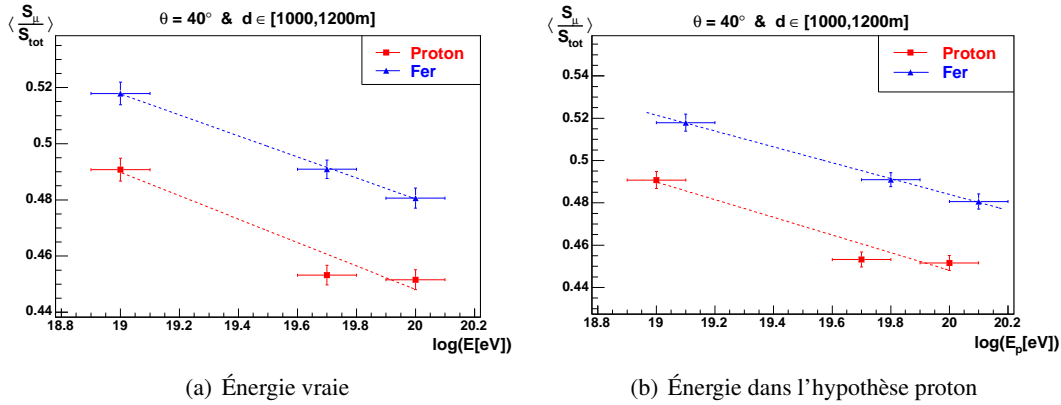 ⟨ S_μ / S_tot ⟩
θ = 40° & d ∈ [1000,1200m]
Proton
Fer
0.52
0.5
0.48
0.46
0.44
18.8 19 19.2 19.4 19.6 19.8 20 20.2
log(E[eV])
(a) Énergie vraie
⟨ S_μ / S_tot ⟩
θ = 40° & d ∈ [1000,1200m]
Proton
Fer
0.56
0.54
0.52
0.5
0.48
0.46
0.44
18.8 19 19.2 19.4 19.6 19.8 20 20.2
log(E_p[eV])
(b) Énergie dans l'hypothèse proton